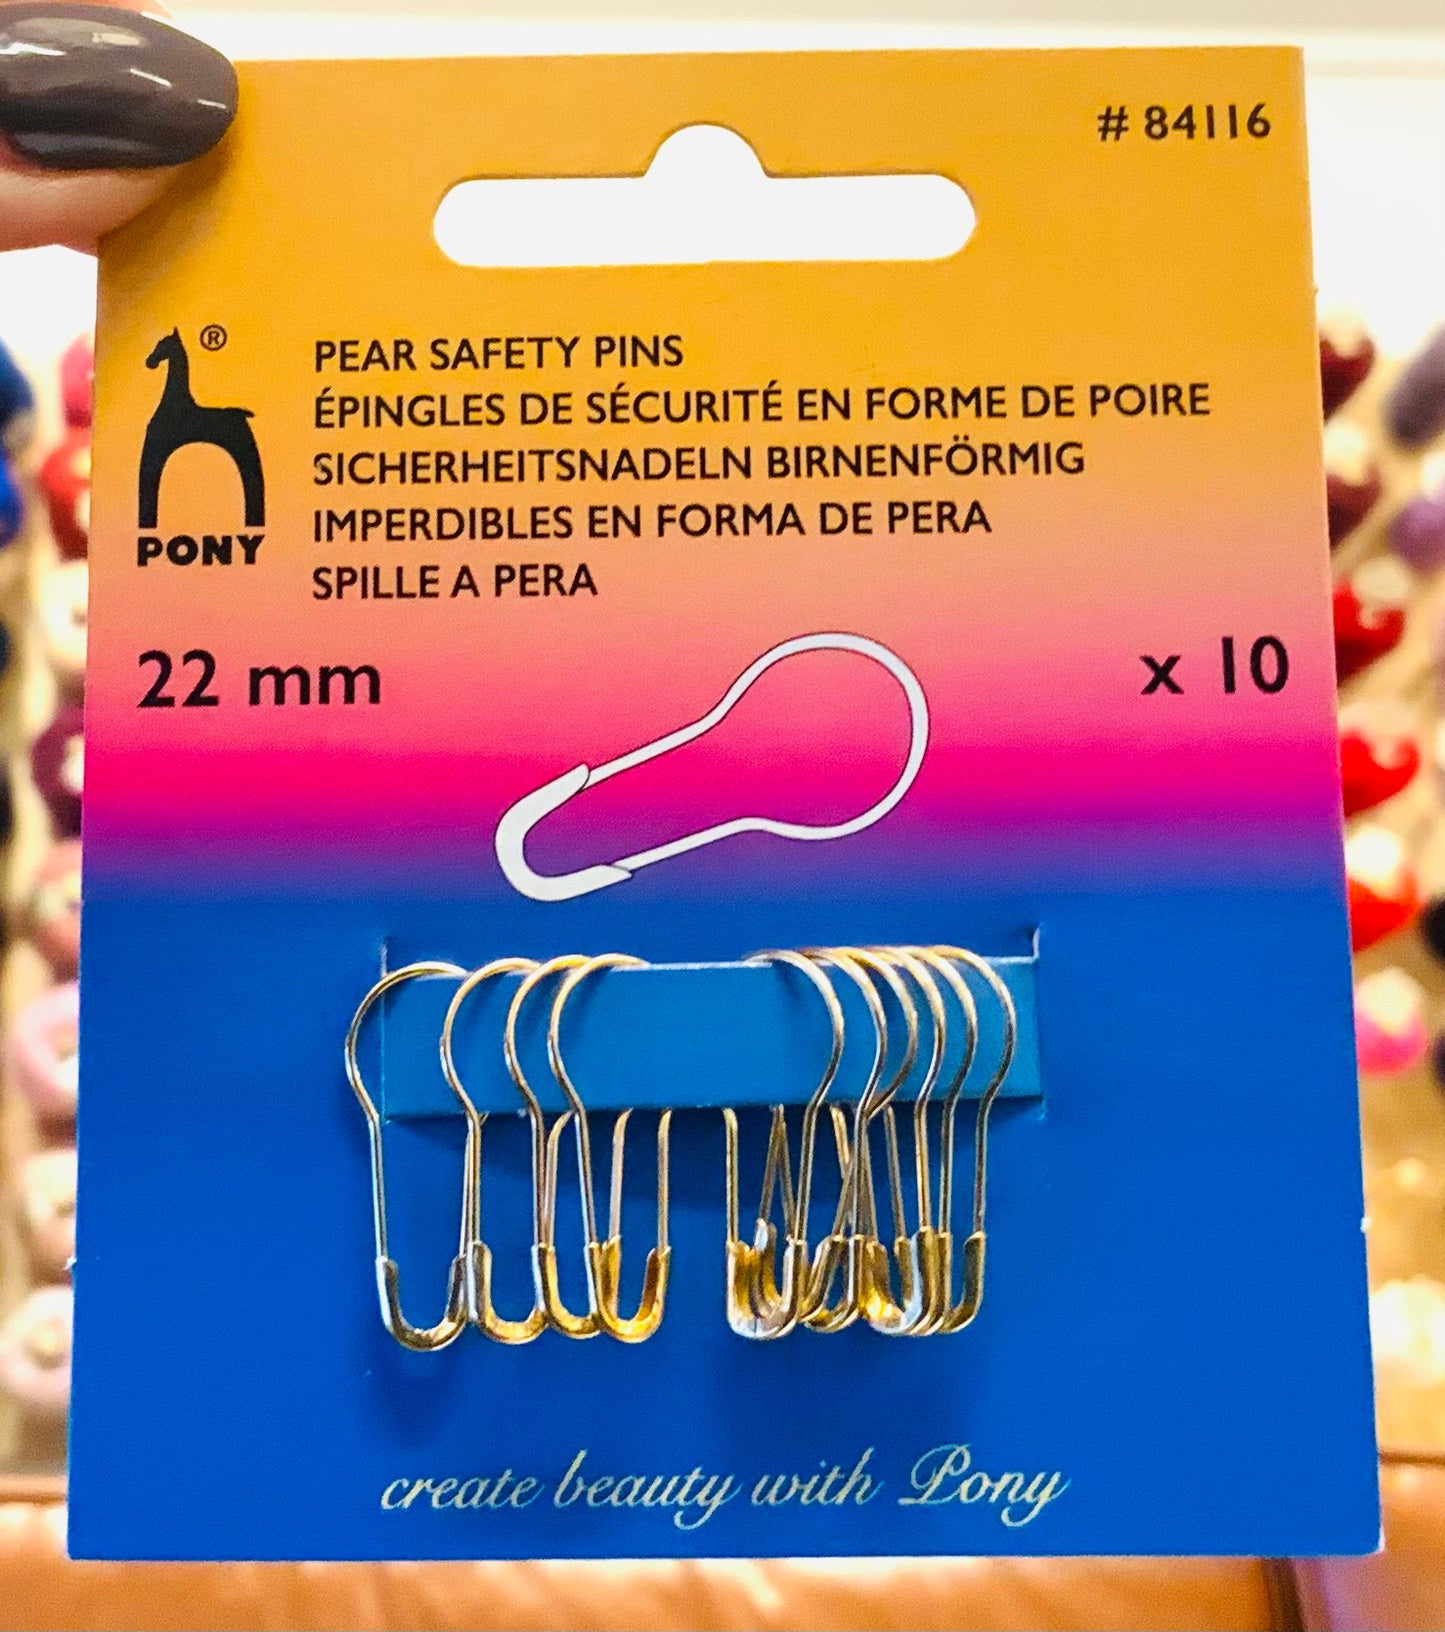 # 84116
®
PONY
PEAR SAFETY PINS
ÉPINGLES DE SÉCURITÉ EN FORME DE POIRE
SICHERHEITSNADELN BIRNENFÖRMIG
IMPERDIBLES EN FORMA DE PERA
SPILLE A PERA
22 mm
x 10
create beauty with Pony